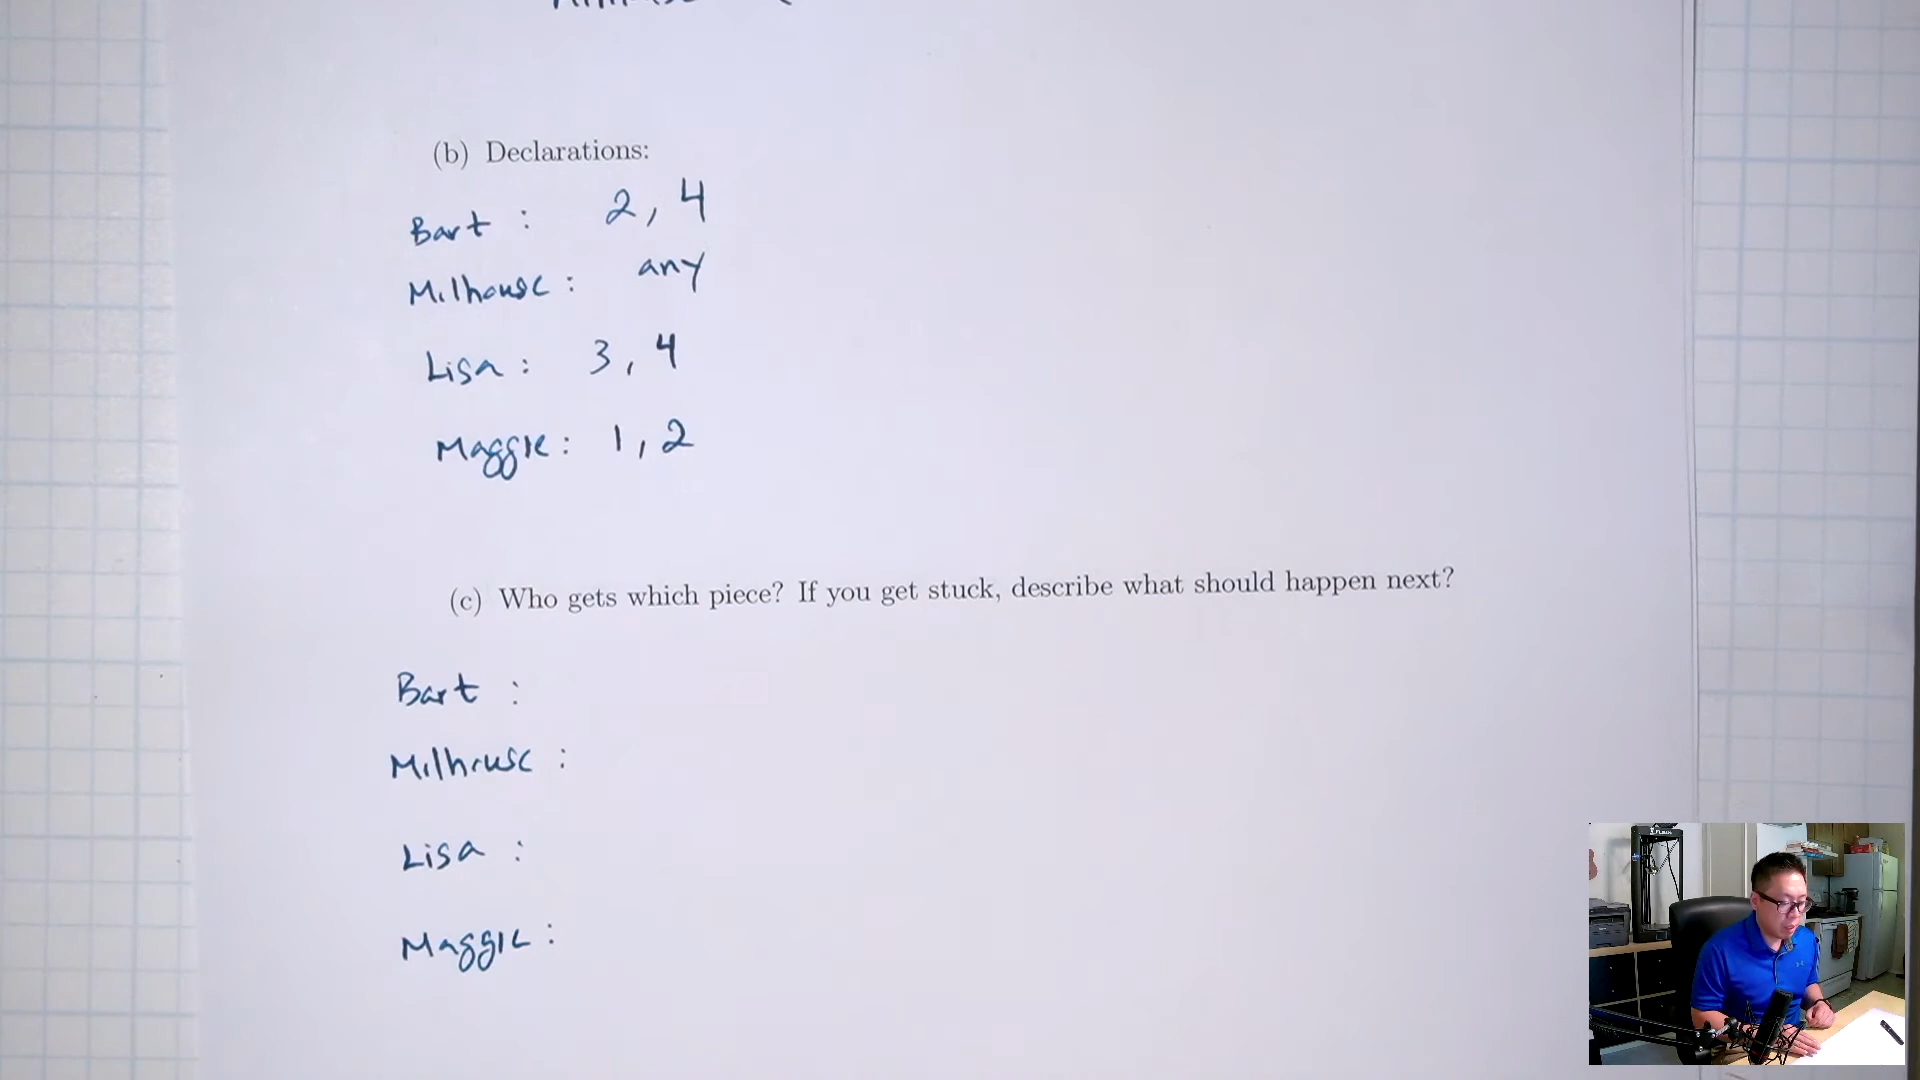 (b) Declarations:
Bart : 2, 4
Milhouse : any
Lisa : 3, 4
Maggie : 1, 2
(c) Who gets which piece? If you get stuck, describe what should happen next?
Bart :
Milhouse :
Lisa :
Maggie :